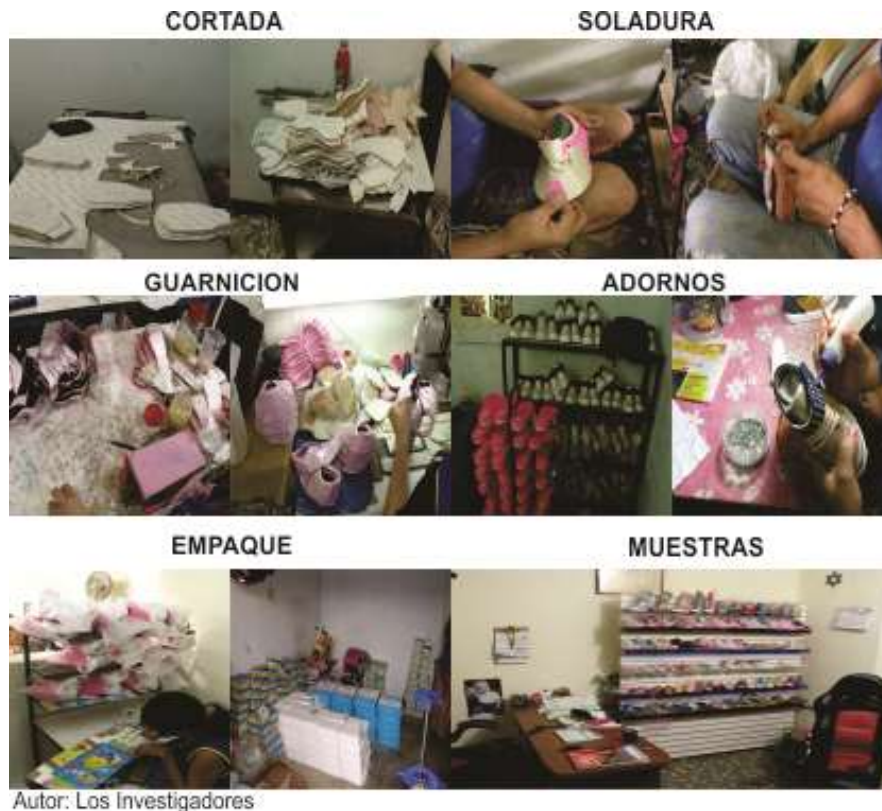 CORTADA
SOLADURA
GUARNICION
ADORNOS
EMPAQUE
MUESTRAS
Autor: Los Investigadores